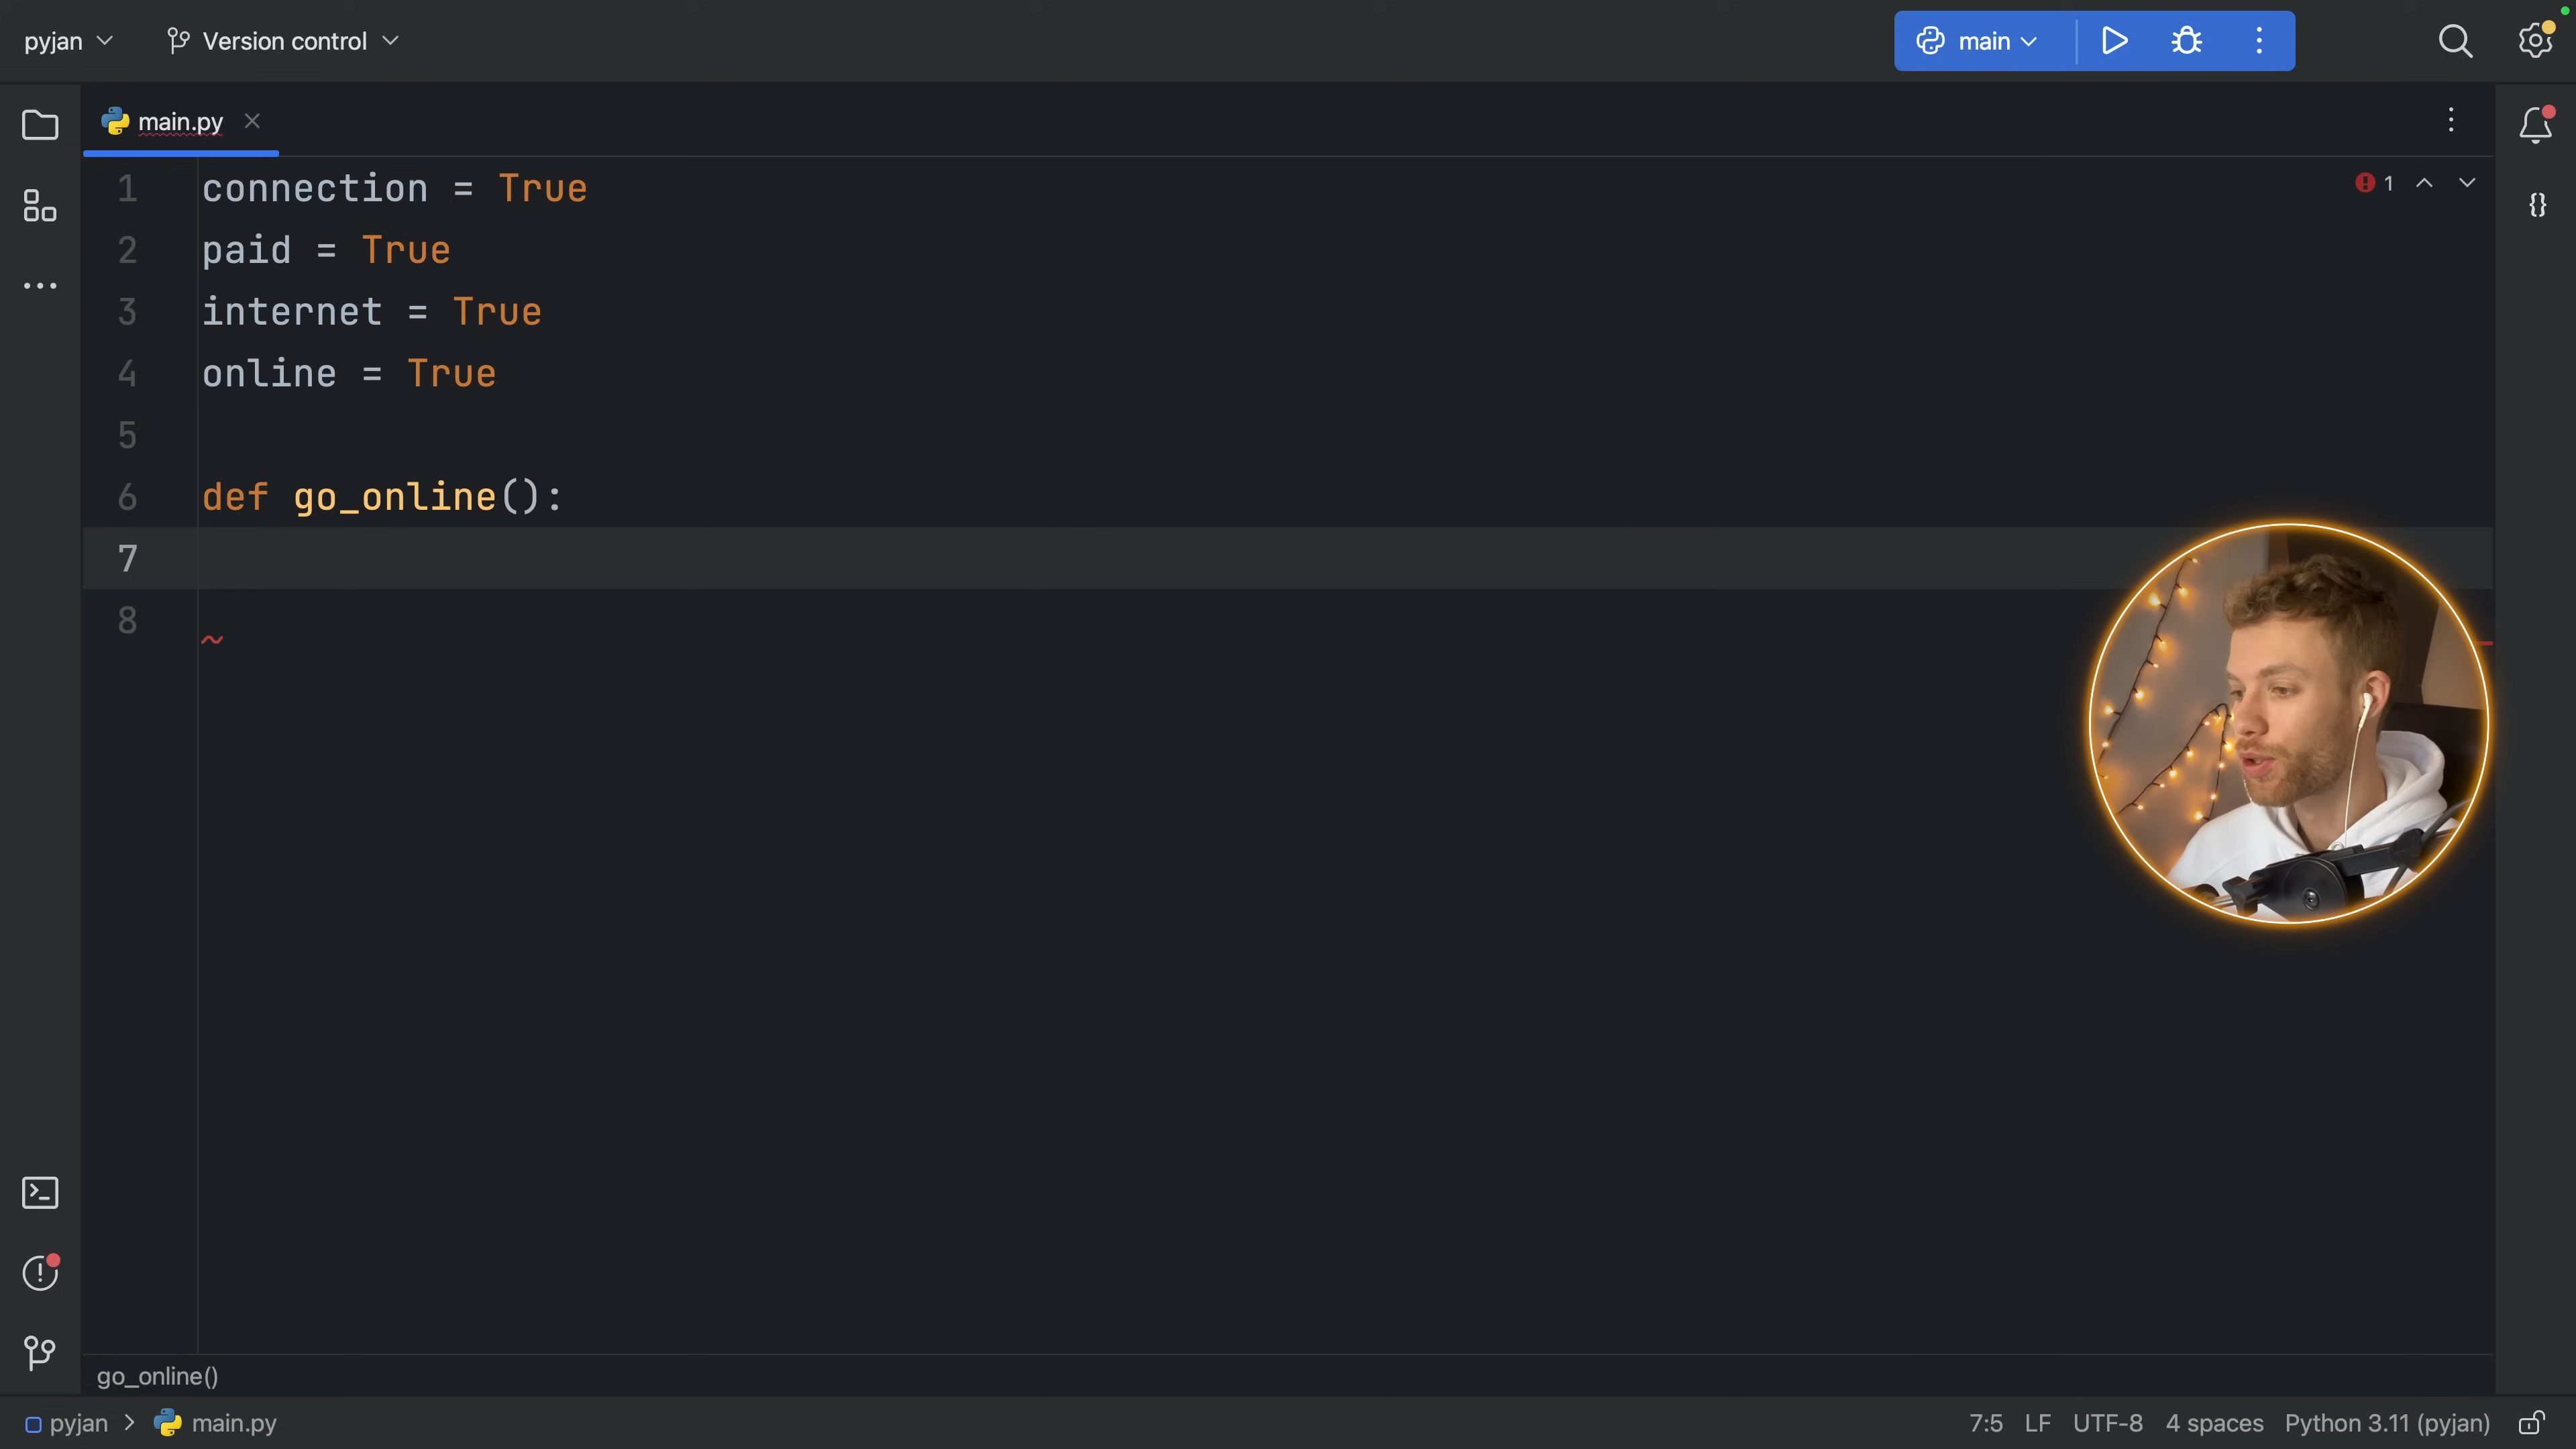 pyjan
Version control
main
main.py
1
1 connection = True
2 paid = True
3 internet = True
4 online = True
5
6 def go_online():
7
8
go_online()
pyjan > main.py
7:5 LF UTF-8 4 spaces Python 3.11 (pyjan)